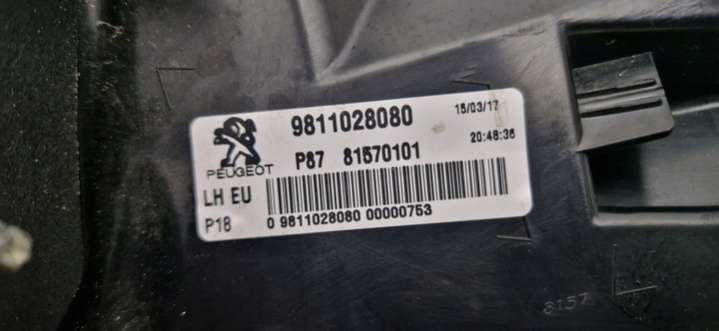 9811028080 15/03/17
P87 81570101 20:48:36
PEUGEOT
LH EU
P18 0 9811028080 00000753
8157